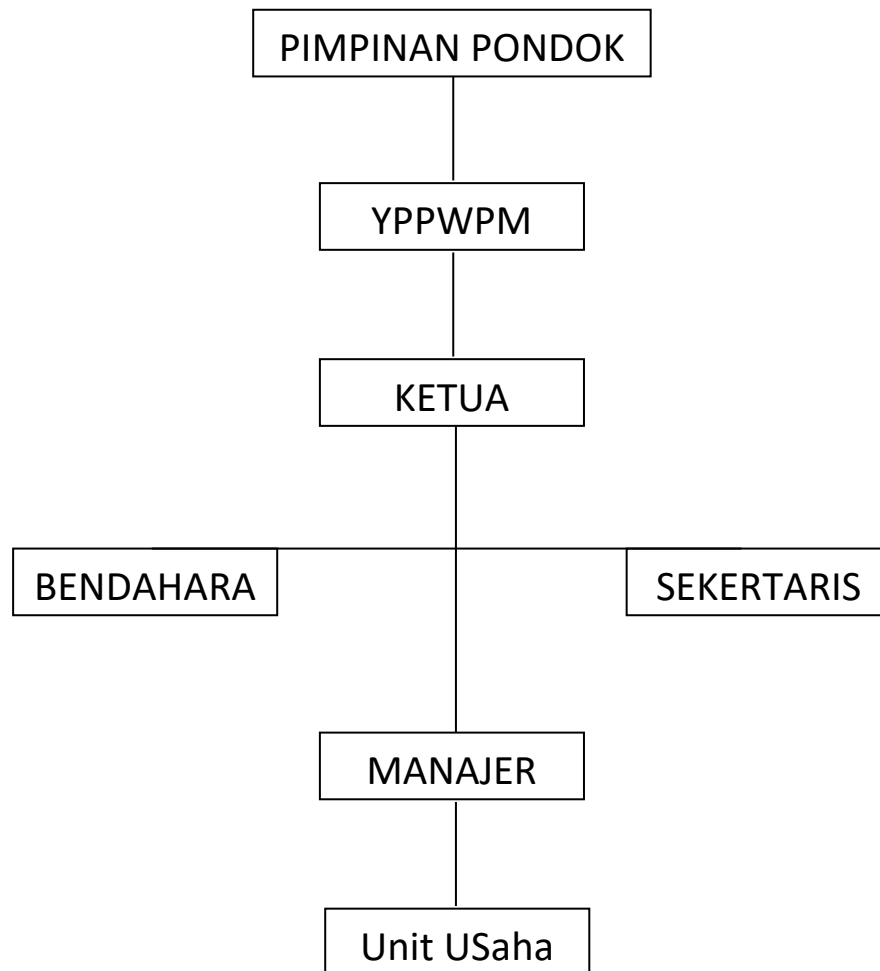 PIMPINAN PONDOK
YPPWPM
KETUA
BENDAHARA
SEKERTARIS
MANAJER
Unit USaha